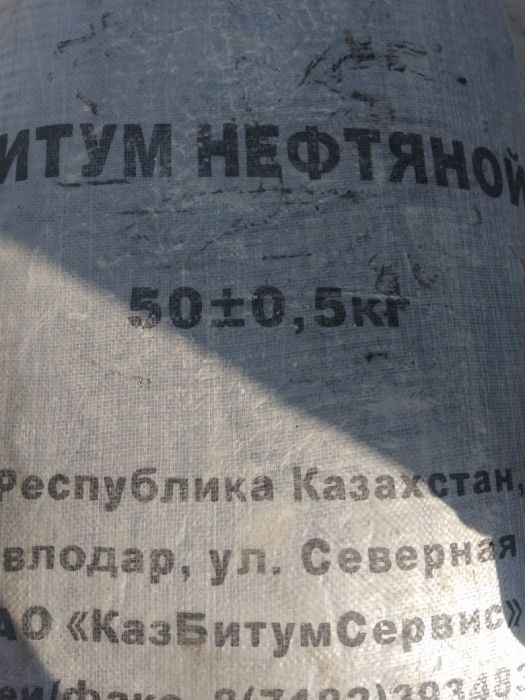 ИТУМ НЕФТЯНОЙ
50±0,5кг
Республика Казахстан,
влодар, ул. Северная
АО «КазБитумСервис»